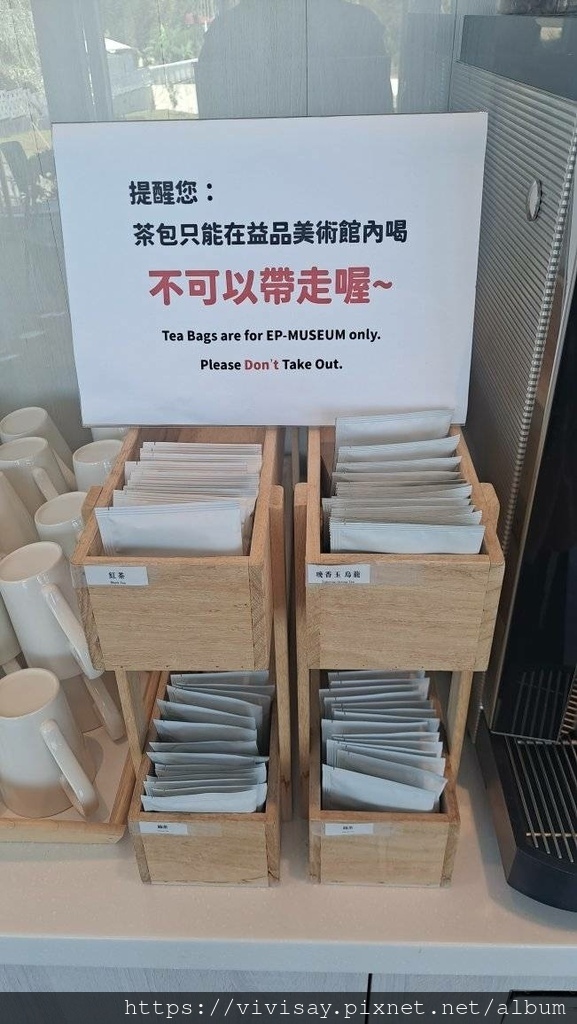 提醒您：
茶包只能在益品美術館內喝
不可以帶走喔~
Tea Bags are for EP-MUSEUM only.
Please Don't Take Out.
紅茶
Black Tea
晚香玉烏龍
https://vivisay.pixnet.net/album